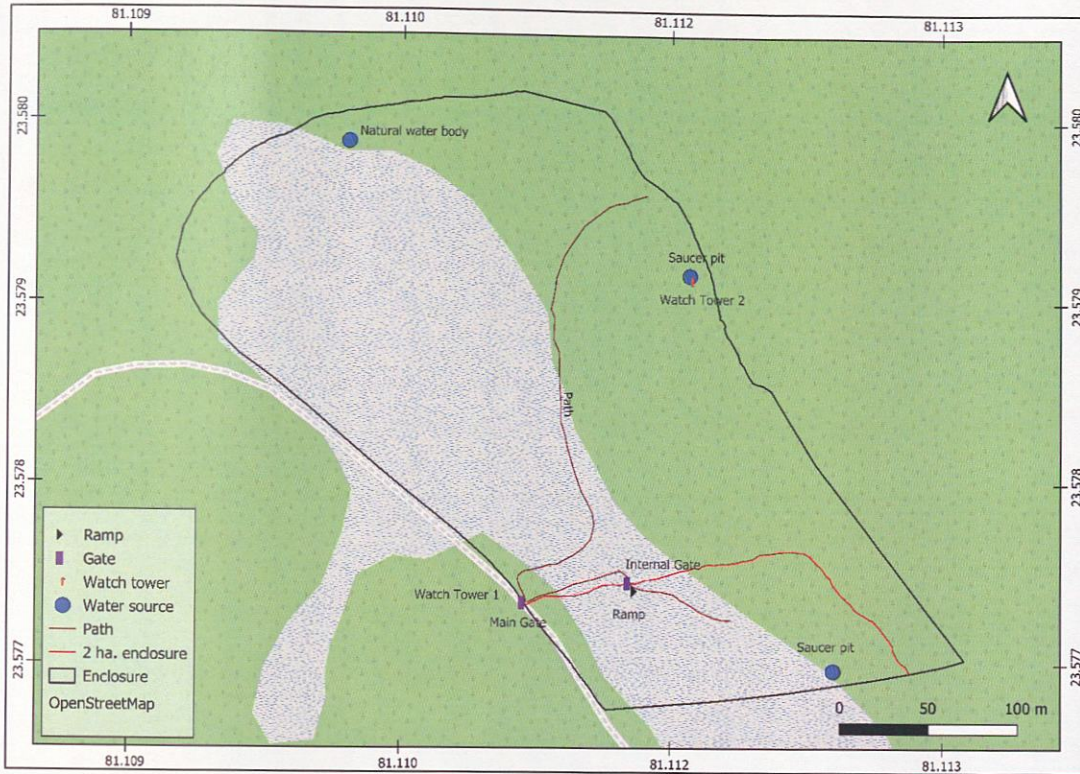 81.109
81.110
81.112
81.113
23.580
23.580
Natural water body
Saucer pit
Watch Tower 2
23.579
23.579
Path
23.578
23.578
Ramp
Gate
Watch tower
Water source
Path
2 ha. enclosure
Enclosure
OpenStreetMap
Internal Gate
Watch Tower 1
Main Gate
Ramp
Saucer pit
23.577
23.577
0 50 100 m
81.109
81.110
81.112
81.113